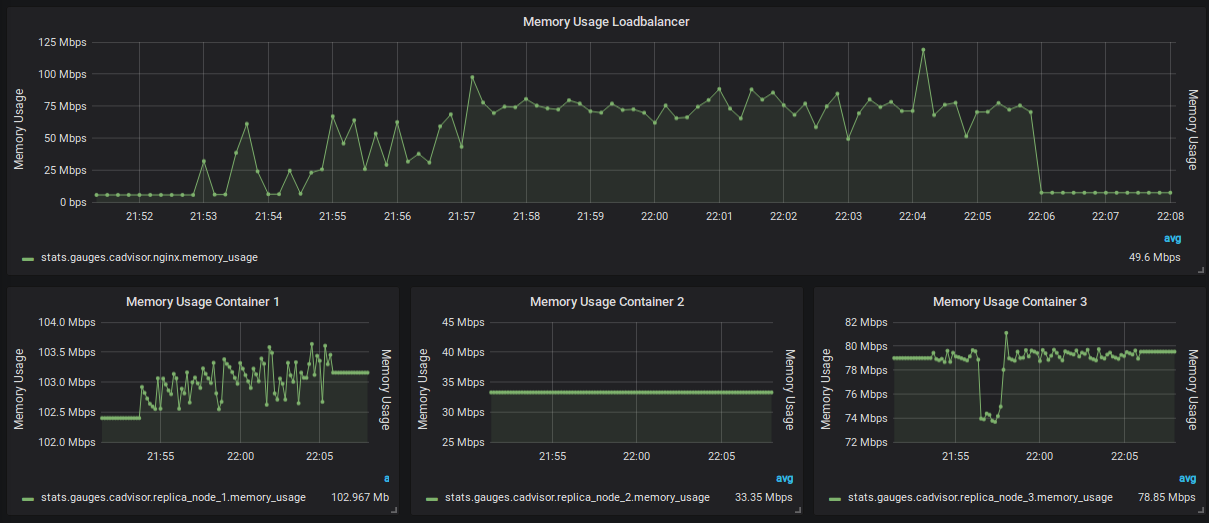 Memory Usage Loadbalancer
Memory Usage
125 Mbps
100 Mbps
75 Mbps
50 Mbps
25 Mbps
0 bps
21:52 21:53 21:54 21:55 21:56 21:57 21:58 21:59 22:00 22:01 22:02 22:03 22:04 22:05 22:06 22:07 22:08
Memory Usage
avg
stats.gauges.cadvisor.nginx.memory_usage 49.6 Mbps
Memory Usage Container 1
Memory Usage
104.0 Mbps
103.5 Mbps
103.0 Mbps
102.5 Mbps
102.0 Mbps
21:55 22:00 22:05
Memory Usage
a
stats.gauges.cadvisor.replica_node_1.memory_usage 102.967 Mb
Memory Usage Container 2
Memory Usage
45 Mbps
40 Mbps
35 Mbps
30 Mbps
25 Mbps
21:55 22:00 22:05
Memory Usage
avg
stats.gauges.cadvisor.replica_node_2.memory_usage 33.35 Mbps
Memory Usage Container 3
Memory Usage
82 Mbps
80 Mbps
78 Mbps
76 Mbps
74 Mbps
72 Mbps
21:55 22:00 22:05
Memory Usage
avg
stats.gauges.cadvisor.replica_node_3.memory_usage 78.85 Mbps